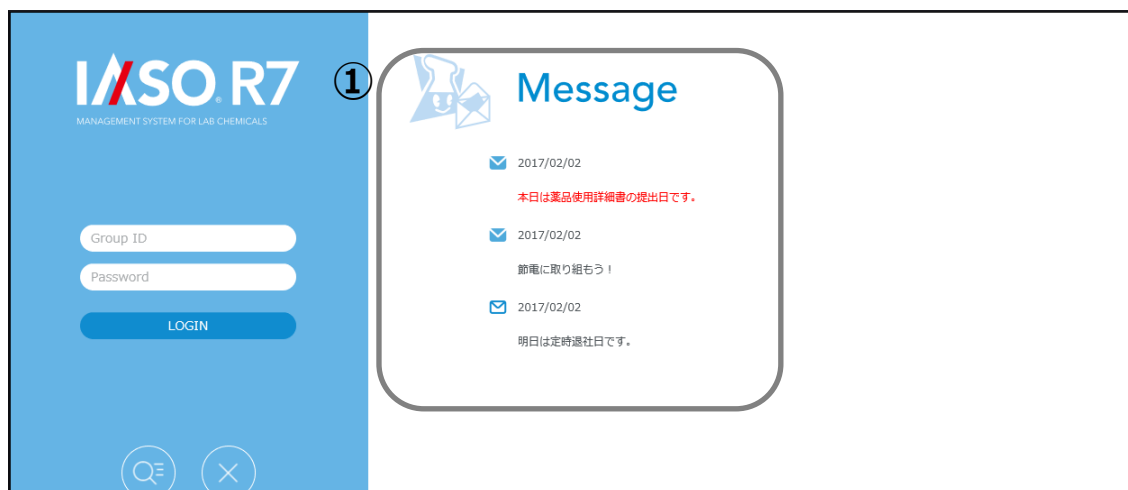 IASO® R7
MANAGEMENT SYSTEM FOR LAB CHEMICALS
Group ID
Password
LOGIN
①
Message
2017/02/02
本日は薬品使用詳細書の提出日です。
2017/02/02
節電に取り組もう！
2017/02/02
明日は定時退社日です。